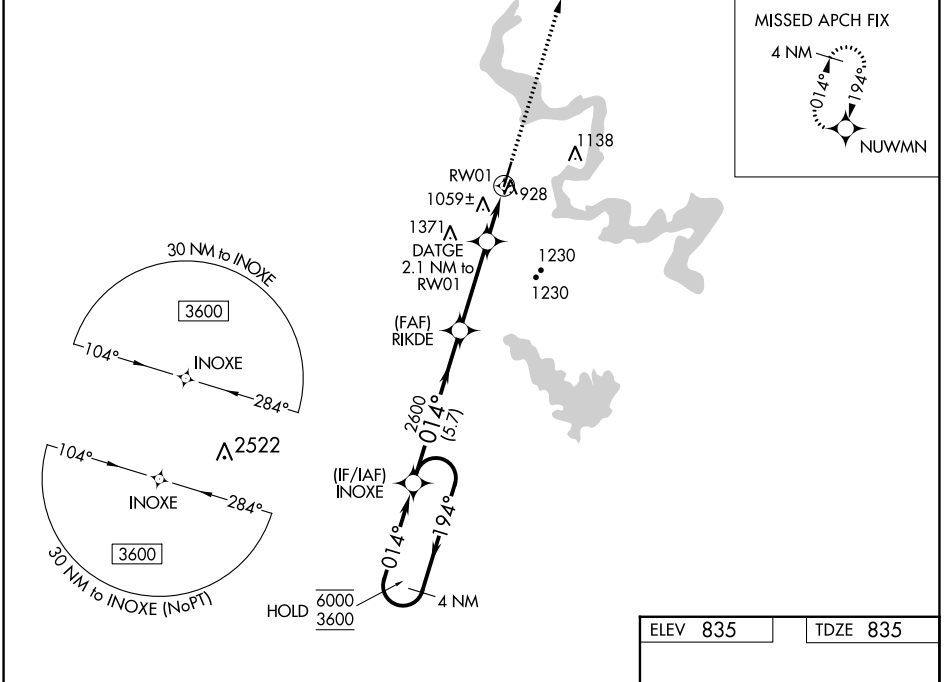 MISSED APCH FIX
4 NM
014°
194°
NUWMN
1138
RW01
928
1059±
1371
DATGE
2.1 NM to
RW01
1230
1230
30 NM to INOXE
3600
104°
INOXE
284°
(FAF)
RIKDE
2600
014°
(5.7)
2522
104°
INOXE
284°
3600
30 NM to INOXE (NoPT)
(IF/IAF)
INOXE
014°
194°
HOLD
6000
3600
4 NM
ELEV 835
TDZE 835